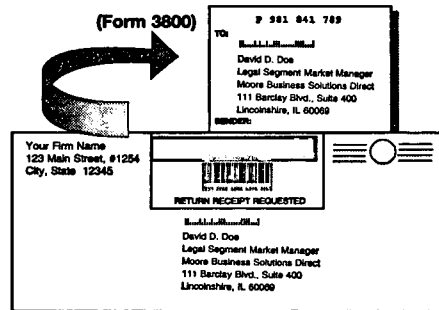 (Form 3800)
P 981 841 789
TO:
David D. Doe
Legal Segment Market Manager
Moore Business Solutions Direct
111 Barclay Blvd., Suite 400
Lincolnshire, IL 60069
SENDER:
Your Firm Name
123 Main Street, #1254
City, State 12345
RETURN RECEIPT REQUESTED
David D. Doe
Legal Segment Market Manager
Moore Business Solutions Direct
111 Barclay Blvd., Suite 400
Lincolnshire, IL 60069